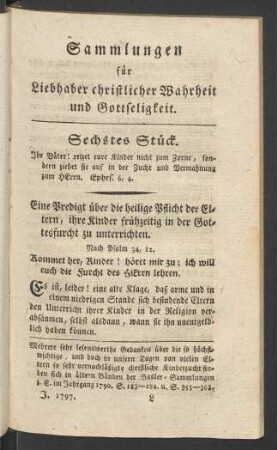 Sammlungen
für
Liebhaber christlicher Wahrheit
und Gottseligkeit.
Sechstes Stück.
Ihr Väter! reizet eure Kinder nicht zum Zorne, son-
dern ziehet sie auf in der Zucht und Vermahnung
zum HErrn. Ephes. 6, 4.
Eine Predigt über die heilige Pflicht der El-
tern, ihre Kinder frühzeitig in der Got-
tesfurcht zu unterrichten.
Nach Psalm 34, 12.
Kommet her, Kinder! höret mir zu; ich will
euch die Furcht des HErrn lehren.
Es ist, leider! eine alte Klage, daß arme und in
einem niedrigen Stande sich befindende Eltern
den Unterricht ihrer Kinder in der Religion ver-
absäumen, selbst alsdann, wann sie ihn unentgeld-
lich haben können.
Mehrere sehr lesenswerthe Gedanken über die so höchst-
wichtige, und doch in unsern Tagen von vielen El-
tern so sehr vernachläßigte christliche Kinderzucht fin-
den sich in ältern Bänden der Basler-Sammlungen
z. E. im Jahrgang 1790. S. 182–184. u. S. 353–362.
J. 1797. L